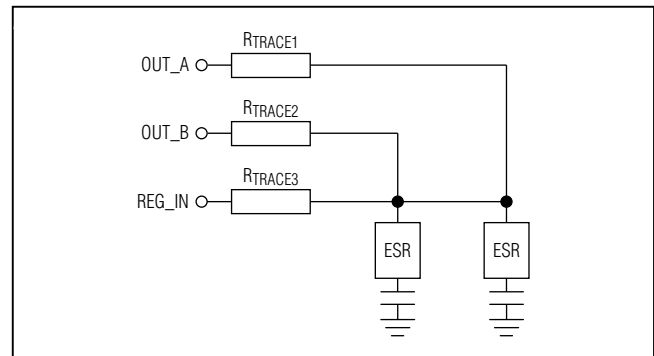 RTRACE1
OUT_A
RTRACE2
OUT_B
RTRACE3
REG_IN
ESR
ESR